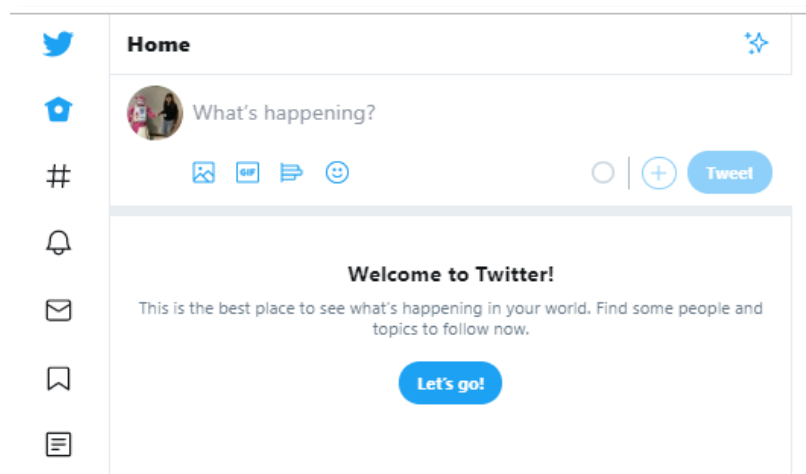 Home
What's happening?
GIF
Tweet
Welcome to Twitter!
This is the best place to see what's happening in your world. Find some people and
topics to follow now.
Let's go!